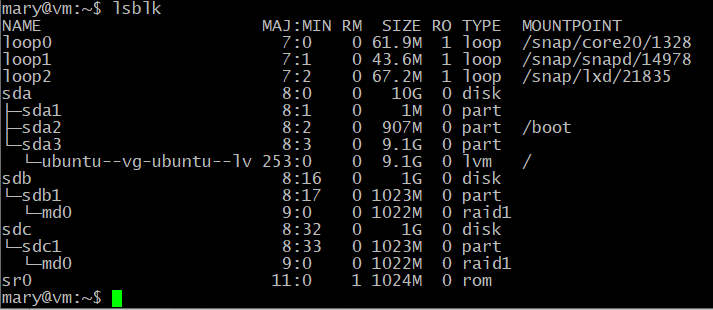 mary@vm:~$ lsblk
NAME                      MAJ:MIN RM  SIZE RO TYPE  MOUNTPOINT
loop0                       7:0    0 61.9M  1 loop  /snap/core20/1328
loop1                       7:1    0 43.6M  1 loop  /snap/snapd/14978
loop2                       7:2    0 67.2M  1 loop  /snap/lxd/21835
sda                         8:0    0   10G  0 disk
├─sda1                      8:1    0    1M  0 part
├─sda2                      8:2    0  907M  0 part  /boot
└─sda3                      8:3    0  9.1G  0 part
  └─ubuntu--vg-ubuntu--lv 253:0    0  9.1G  0 lvm   /
sdb                         8:16   0    1G  0 disk
└─sdb1                      8:17   0 1023M  0 part
  └─md0                     9:0    0 1022M  0 raid1
sdc                         8:32   0    1G  0 disk
└─sdc1                      8:33   0 1023M  0 part
  └─md0                     9:0    0 1022M  0 raid1
sr0                        11:0    1 1024M  0 rom
mary@vm:~$